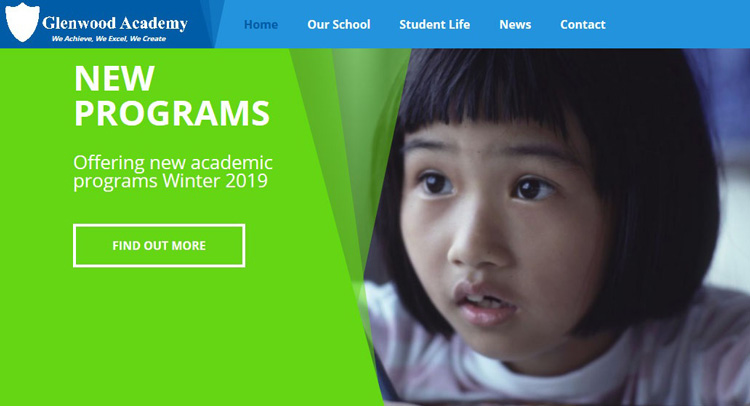 Glenwood Academy
We Achieve, We Excel, We Create
Home Our School Student Life News Contact
NEW
PROGRAMS
Offering new academic
programs Winter 2019
FIND OUT MORE